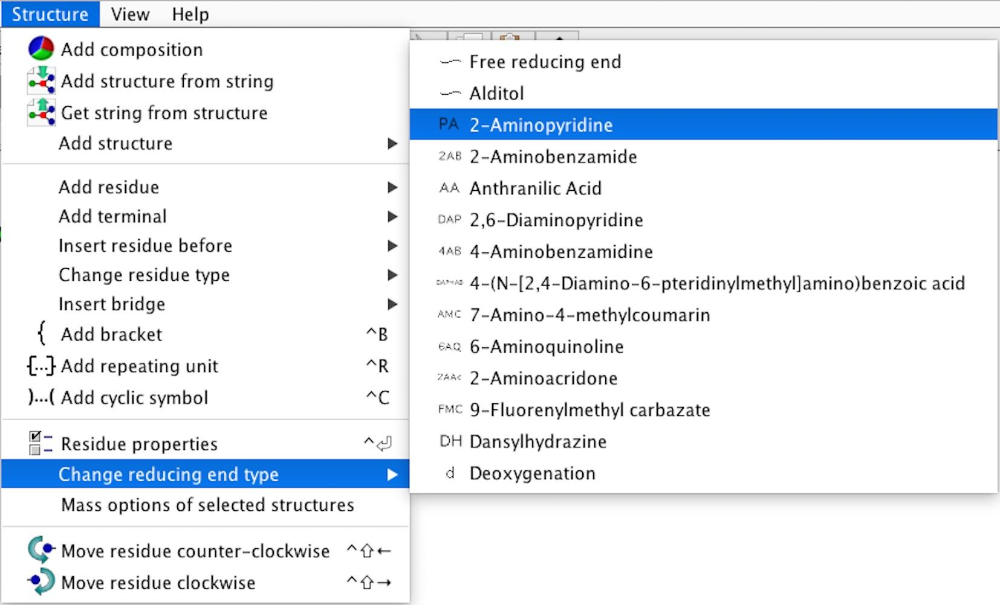 Structure View Help
Add composition
Add structure from string
Get string from structure
Add structure
Add residue
Add terminal
Insert residue before
Change residue type
Insert bridge
{ Add bracket ^B
{...} Add repeating unit ^R
)...( Add cyclic symbol ^C
Residue properties ^⏎
Change reducing end type
Mass options of selected structures
Move residue counter-clockwise ^⇧←
Move residue clockwise ^⇧→
Free reducing end
Alditol
PA 2-Aminopyridine
2AB 2-Aminobenzamide
AA Anthranilic Acid
DAP 2,6-Diaminopyridine
4AB 4-Aminobenzamidine
DAPMAB 4-(N-[2,4-Diamino-6-pteridinylmethyl]amino)benzoic acid
AMC 7-Amino-4-methylcoumarin
6AQ 6-Aminoquinoline
2AAc 2-Aminoacridone
FMC 9-Fluorenylmethyl carbazate
DH Dansylhydrazine
d Deoxygenation